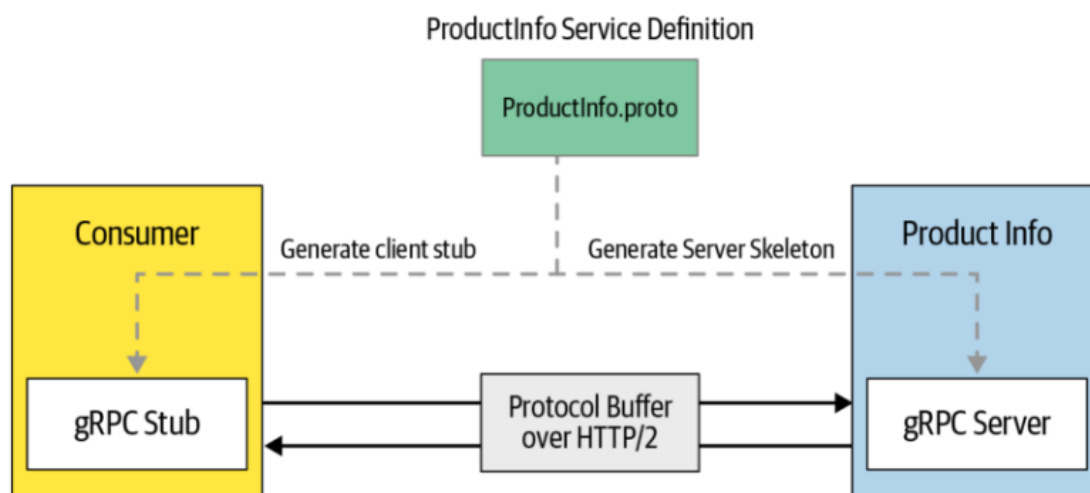 ProductInfo Service Definition
ProductInfo.proto
Consumer
Product Info
Generate client stub
Generate Server Skeleton
gRPC Stub
Protocol Buffer
over HTTP/2
gRPC Server